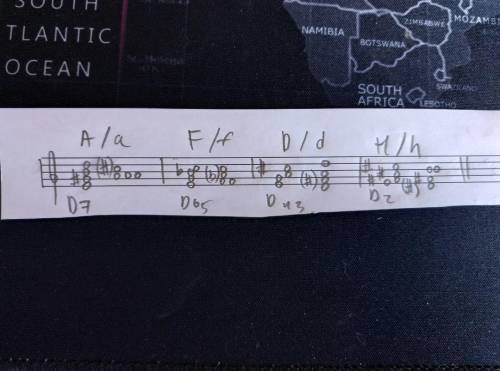 SOUTH
TLANTIC
OCEAN
NAMIBIA
ZIMBABWE
MOZAM
BOTSWANA
SWAZILAND
SOUTH
AFRICA
LESOTHO
A/a F/f D/d H/h
D7 D65 D43 D2